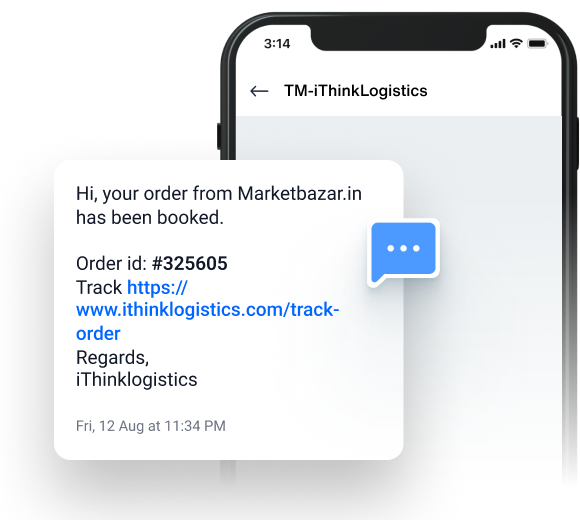 3:14
TM-iThinkLogistics
Hi, your order from Marketbazar.in
has been booked.
Order id: #325605
Track https://
www.ithinklogistics.com/track-
order
Regards,
iThinklogistics
Fri, 12 Aug at 11:34 PM